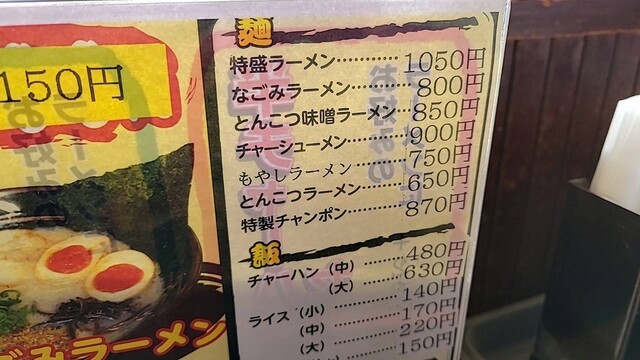 150円
ごみラーメン
麺
特盛ラーメン…………1050円
なごみラーメン…………800円
とんこつ味噌ラーメン…850円
チャーシューメン…………900円
もやしラーメン…………750円
とんこつラーメン…………650円
特製チャンポン…………870円
飯
チャーハン（中）………480円
（大）………630円
ライス（小）………140円
（中）………170円
（大）………220円
150円